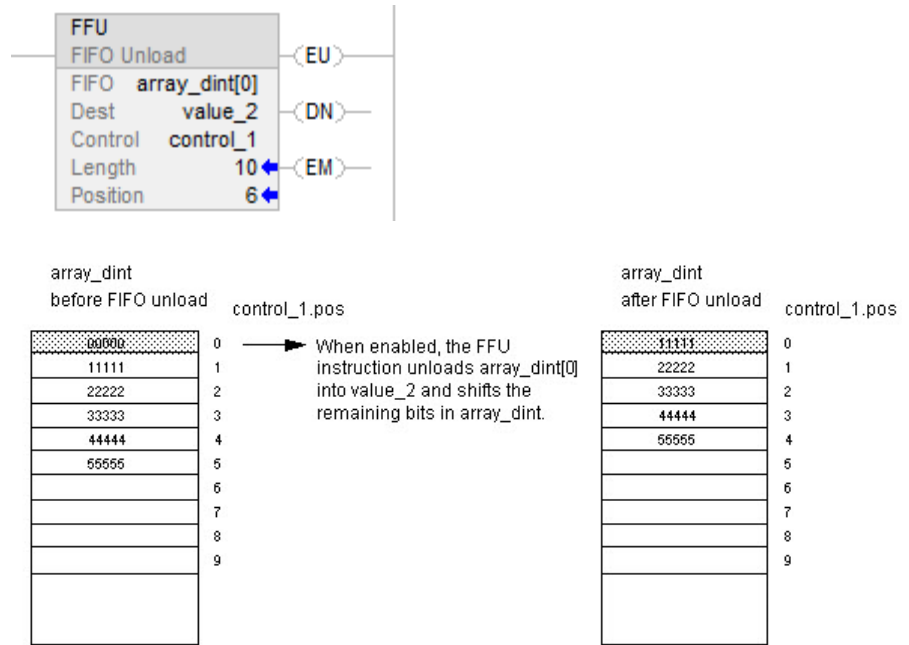 FFU
FIFO Unload
FIFO array_dint[0]
Dest value_2
Control control_1
Length 10
Position 6
EU
DN
EM
array_dint
before FIFO unload
control_1.pos
00000 0
11111 1
22222 2
33333 3
44444 4
55555 5
6
7
8
9
When enabled, the FFU
instruction unloads array_dint[0]
into value_2 and shifts the
remaining bits in array_dint.
array_dint
after FIFO unload
control_1.pos
11111 0
22222 1
33333 2
44444 3
55555 4
5
6
7
8
9